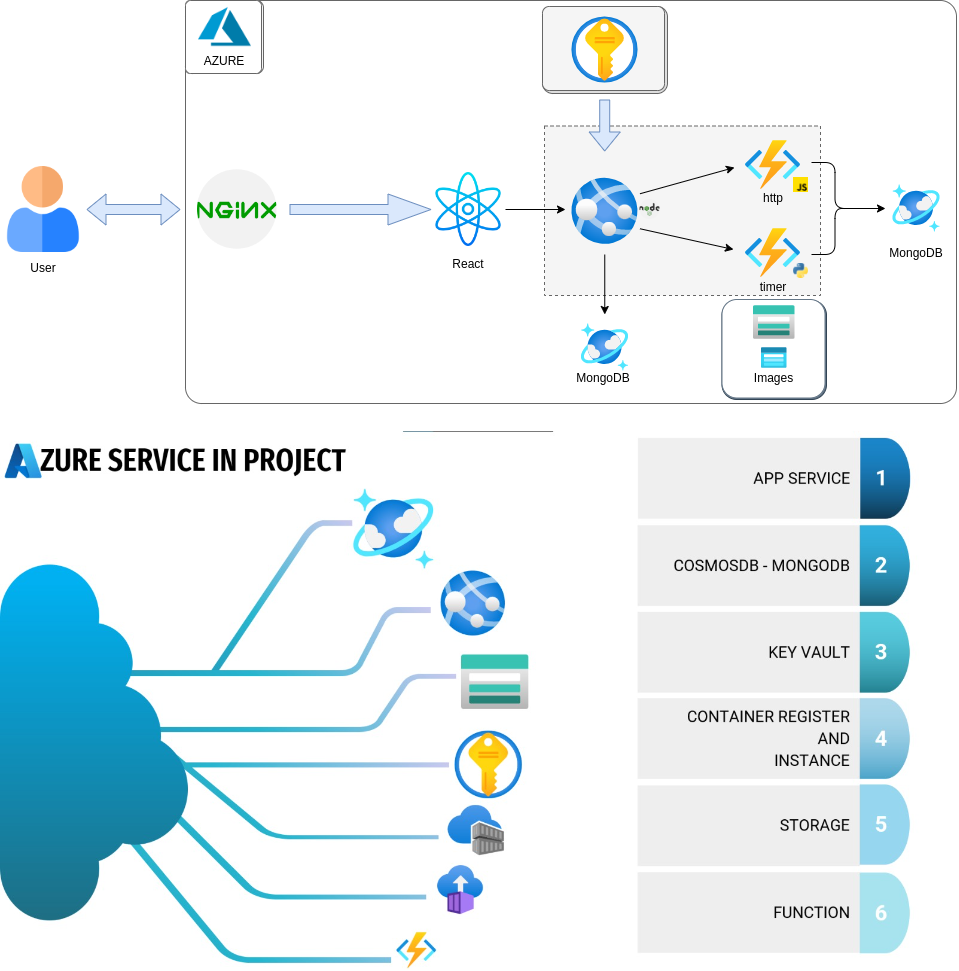 AZURE
NGINX
User
React
node
JS
http
timer
MongoDB
MongoDB
Images
AZURE SERVICE IN PROJECT
APP SERVICE 1
COSMOSDB - MONGODB 2
KEY VAULT 3
CONTAINER REGISTER
AND 4
INSTANCE
STORAGE 5
FUNCTION 6